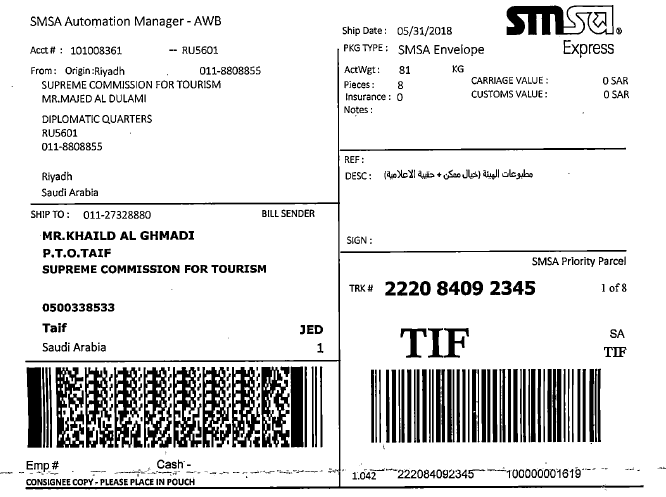 SMSA Automation Manager - AWB
Acct # : 101008361 -- RU5601
From : Origin:Riyadh 011-8808855
SUPREME COMMISSION FOR TOURISM
MR.MAJED AL DULAMI
DIPLOMATIC QUARTERS
RU5601
011-8808855
Riyadh
Saudi Arabia
SHIP TO : 011-27328880 BILL SENDER
MR.KHAILD AL GHMADI
P.T.O.TAIF
SUPREME COMMISSION FOR TOURISM
0500338533
Taif JED
Saudi Arabia 1
Emp # Cash -
CONSIGNEE COPY - PLEASE PLACE IN POUCH
Ship Date : 05/31/2018
smsa®
Express
PKG TYPE : SMSA Envelope
ActWgt : 81 KG
CARRIAGE VALUE : 0 SAR
Pieces : 8
CUSTOMS VALUE : 0 SAR
Insurance : 0
Notes :
REF :
DESC : مطبوعات الهيئة (خيال ممكن + حقيبة الاعلامية)
SIGN :
SMSA Priority Parcel
TRK # 2220 8409 2345 1 of 8
TIF
SA
TIF
1.042 222084092345 100000001619